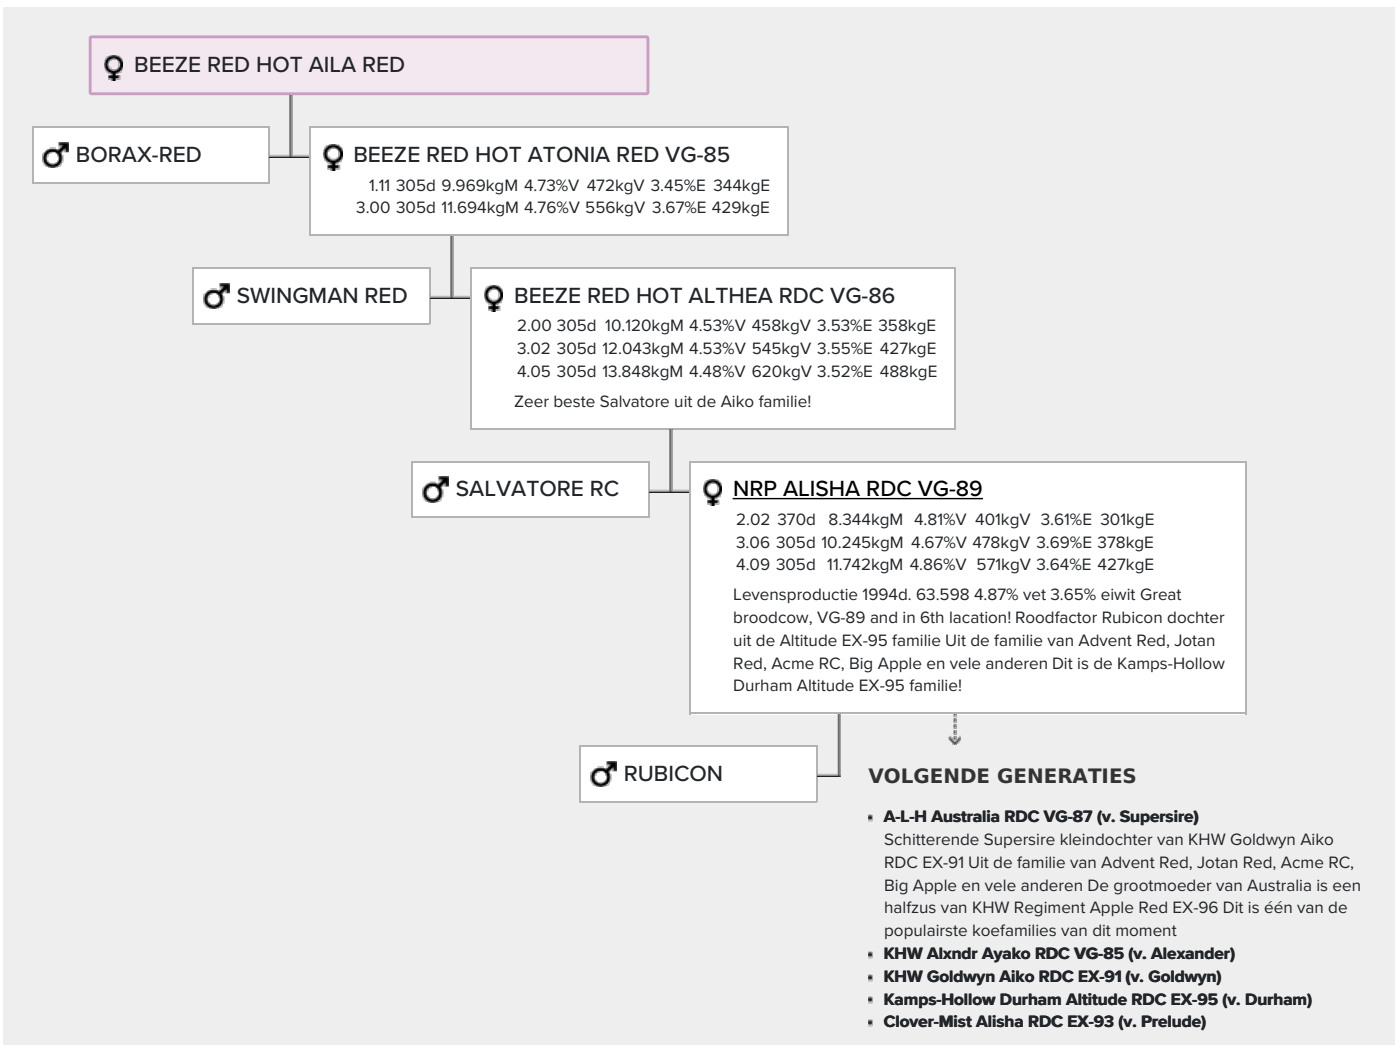 BEEZE RED HOT AILA RED
BORAX-RED
BEEZE RED HOT ATONIA RED VG-85
1.11 305d 9.969kgM 4.73%V 472kgV 3.45%E 344kgE
3.00 305d 11.694kgM 4.76%V 556kgV 3.67%E 429kgE
SWINGMAN RED
BEEZE RED HOT ALTHEA RDC VG-86
2.00 305d 10.120kgM 4.53%V 458kgV 3.53%E 358kgE
3.02 305d 12.043kgM 4.53%V 545kgV 3.55%E 427kgE
4.05 305d 13.848kgM 4.48%V 620kgV 3.52%E 488kgE
Zeer beste Salvatore uit de Aiko familie!
SALVATORE RC
NRP ALISHA RDC VG-89
2.02 370d 8.344kgM 4.81%V 401kgV 3.61%E 301kgE
3.06 305d 10.245kgM 4.67%V 478kgV 3.69%E 378kgE
4.09 305d 11.742kgM 4.86%V 571kgV 3.64%E 427kgE
Levensproductie 1994d. 63.598 4.87% vet 3.65% eiwit Great
broodcow, VG-89 and in 6th lacation! Roodfactor Rubicon dochter
uit de Altitude EX-95 familie Uit de familie van Advent Red, Jotan
Red, Acme RC, Big Apple en vele anderen Dit is de Kamps-Hollow
Durham Altitude EX-95 familie!
RUBICON
VOLGENDE GENERATIES
A-L-H Australia RDC VG-87 (v. Supersire)
Schitterende Supersire kleindochter van KHW Goldwyn Aiko
RDC EX-91 Uit de familie van Advent Red, Jotan Red, Acme RC,
Big Apple en vele anderen De grootmoeder van Australia is een
halfzus van KHW Regiment Apple Red EX-96 Dit is één van de
populairste koefamilies van dit moment
KHW Alxndr Ayako RDC VG-85 (v. Alexander)
KHW Goldwyn Aiko RDC EX-91 (v. Goldwyn)
Kamps-Hollow Durham Altitude RDC EX-95 (v. Durham)
Clover-Mist Alisha RDC EX-93 (v. Prelude)